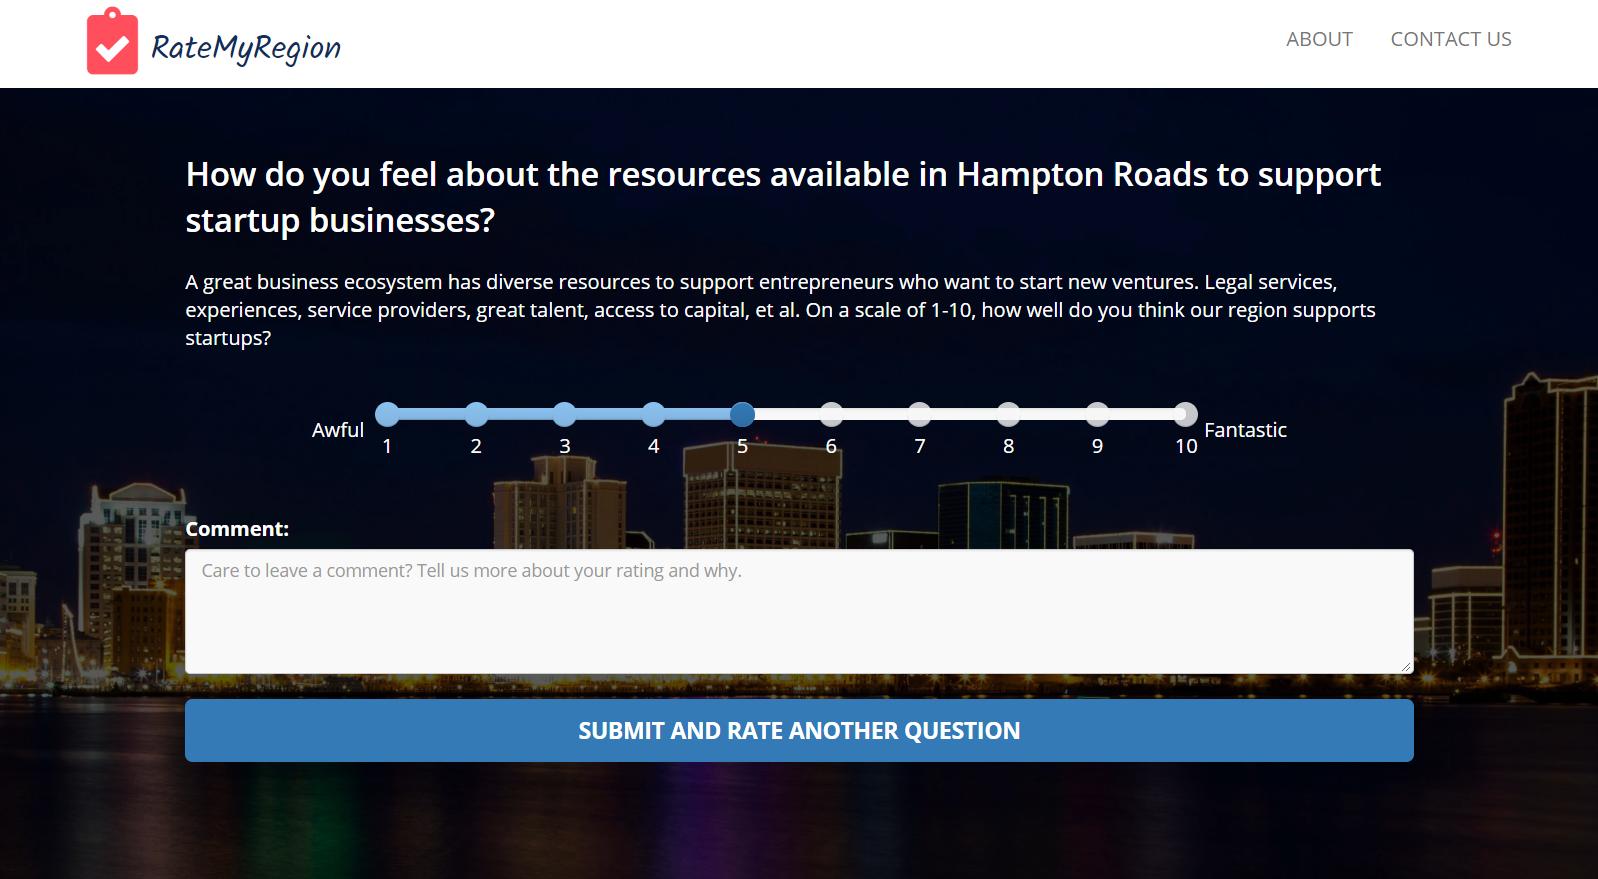 RateMyRegion
ABOUT
CONTACT US
How do you feel about the resources available in Hampton Roads to support
startup businesses?
A great business ecosystem has diverse resources to support entrepreneurs who want to start new ventures. Legal services,
experiences, service providers, great talent, access to capital, et al. On a scale of 1-10, how well do you think our region supports
startups?
Awful
1 2 3 4 5 6 7 8 9 10
Fantastic
Comment:
Care to leave a comment? Tell us more about your rating and why.
SUBMIT AND RATE ANOTHER QUESTION